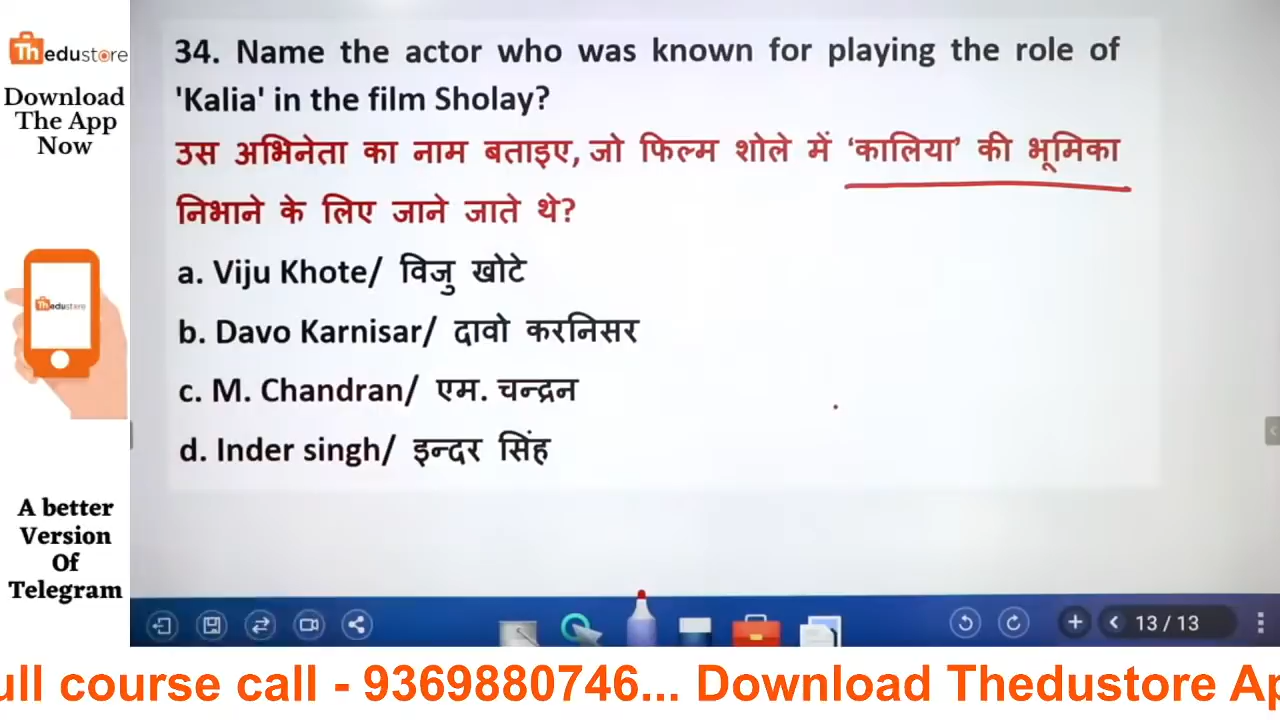 Thedustore
Download
The App
Now
Thedustore
A better
Version
Of
Telegram
34. Name the actor who was known for playing the role of
'Kalia' in the film Sholay?
उस अभिनेता का नाम बताइए, जो फिल्म शोले में ‘कालिया’ की भूमिका
निभाने के लिए जाने जाते थे?
a. Viju Khote/ विजु खोटे
b. Davo Karnisar/ दावो करनिसर
c. M. Chandran/ एम. चन्द्रन
d. Inder singh/ इन्दर सिंह
13 / 13
ull course call - 9369880746... Download Thedustore Ap